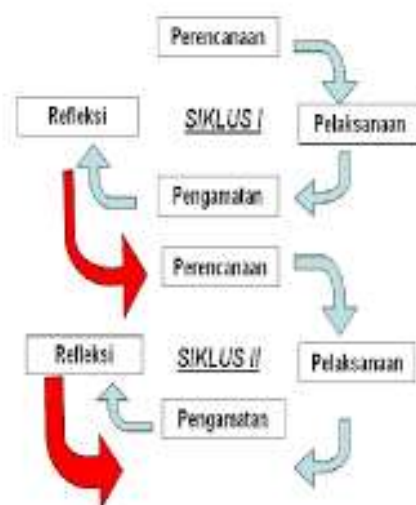 Perencanaan
Refleksi
SIKLUS I
Pelaksanaan
Pengamatan
Perencanaan
Refleksi
SIKLUS II
Pelaksanaan
Pengamatan